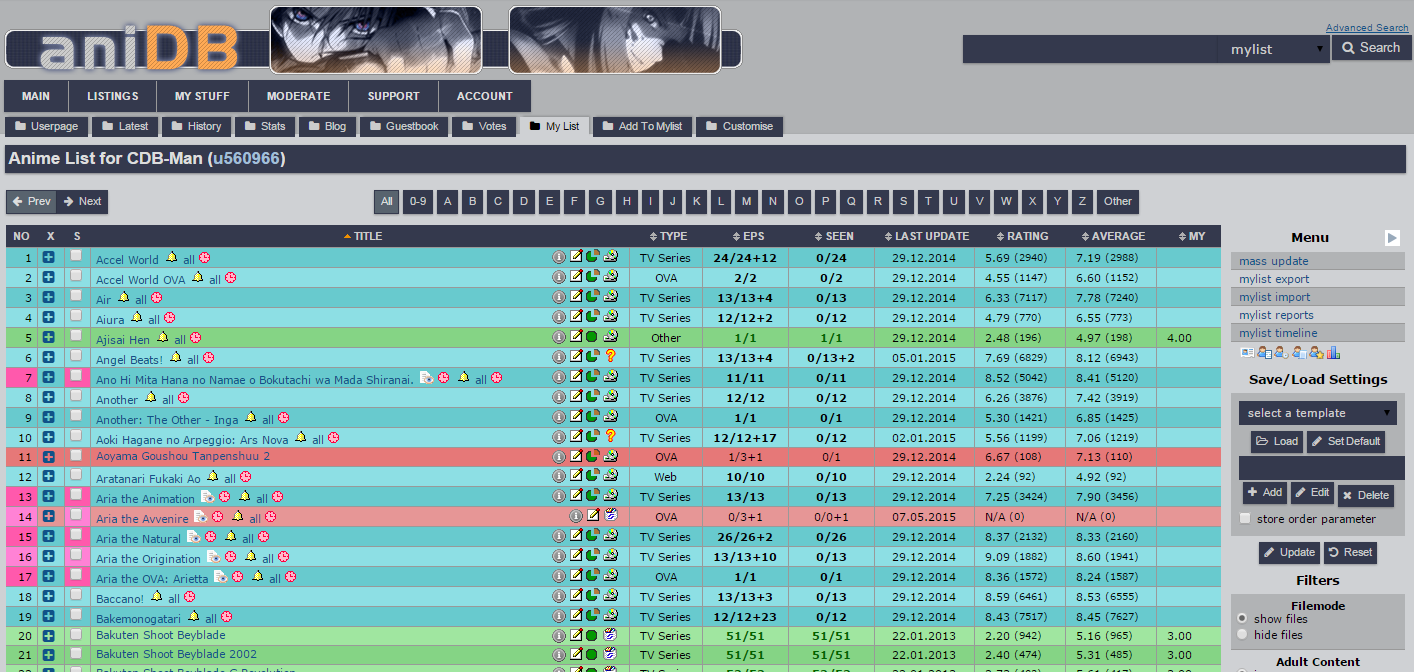 aniDB
Advanced Search
mylist Search
MAIN LISTINGS MY STUFF MODERATE SUPPORT ACCOUNT
Userpage Latest History Stats Blog Guestbook Votes My List Add To Mylist Customise
Anime List for CDB-Man (u560966)
Prev Next All 0-9 A B C D E F G H I J K L M N O P Q R S T U V W X Y Z Other
NO X S TITLE TYPE EPS SEEN LAST UPDATE RATING AVERAGE MY
1 Accel World all TV Series 24/24+12 0/24 29.12.2014 5.69 (2940) 7.19 (2988)
2 Accel World OVA all OVA 2/2 0/2 29.12.2014 4.55 (1147) 6.60 (1152)
3 Air all TV Series 13/13+4 0/13 29.12.2014 6.33 (7117) 7.78 (7240)
4 Aiura all TV Series 12/12+2 0/12 29.12.2014 4.79 (770) 6.55 (773)
5 Ajisai Hen all Other 1/1 1/1 29.12.2014 2.48 (196) 4.97 (198) 4.00
6 Angel Beats! all TV Series 13/13+4 0/13+2 05.01.2015 7.69 (6829) 8.12 (6943)
7 Ano Hi Mita Hana no Namae o Bokutachi wa Mada Shiranai. all TV Series 11/11 0/11 29.12.2014 8.52 (5042) 8.41 (5120)
8 Another all TV Series 12/12 0/12 29.12.2014 6.26 (3876) 7.42 (3919)
9 Another: The Other - Inga all OVA 1/1 0/1 29.12.2014 5.30 (1421) 6.85 (1425)
10 Aoki Hagane no Arpeggio: Ars Nova all TV Series 12/12+17 0/12 02.01.2015 5.56 (1199) 7.06 (1219)
11 Aoyama Goushou Tanpenshuu 2 OVA 1/3+1 0/1 29.12.2014 6.67 (108) 7.13 (110)
12 Aratanari Fukaki Ao all Web 10/10 0/10 29.12.2014 2.24 (92) 4.92 (92)
13 Aria the Animation all TV Series 13/13 0/13 29.12.2014 7.25 (3424) 7.90 (3456)
14 Aria the Avvenire all OVA 0/3+1 0/0+1 07.05.2015 N/A (0) N/A (0)
15 Aria the Natural all TV Series 26/26+2 0/26 29.12.2014 8.37 (2132) 8.33 (2160)
16 Aria the Origination all TV Series 13/13+10 0/13 29.12.2014 9.09 (1882) 8.60 (1941)
17 Aria the OVA: Arietta all OVA 1/1 0/1 29.12.2014 8.36 (1572) 8.24 (1587)
18 Baccano! all TV Series 13/13+3 0/13 29.12.2014 8.59 (6461) 8.53 (6555)
19 Bakemonogatari all TV Series 12/12+23 0/12 29.12.2014 8.43 (7517) 8.45 (7627)
20 Bakuten Shoot Beyblade TV Series 51/51 51/51 22.01.2013 2.20 (942) 5.16 (965) 3.00
21 Bakuten Shoot Beyblade 2002 TV Series 51/51 51/51 22.01.2013 2.40 (474) 5.31 (485) 3.00
Menu
mass update
mylist export
mylist import
mylist reports
mylist timeline
Save/Load Settings
select a template
Load Set Default
Add Edit Delete
store order parameter
Update Reset
Filters
Filemode
show files
hide files
Adult Content